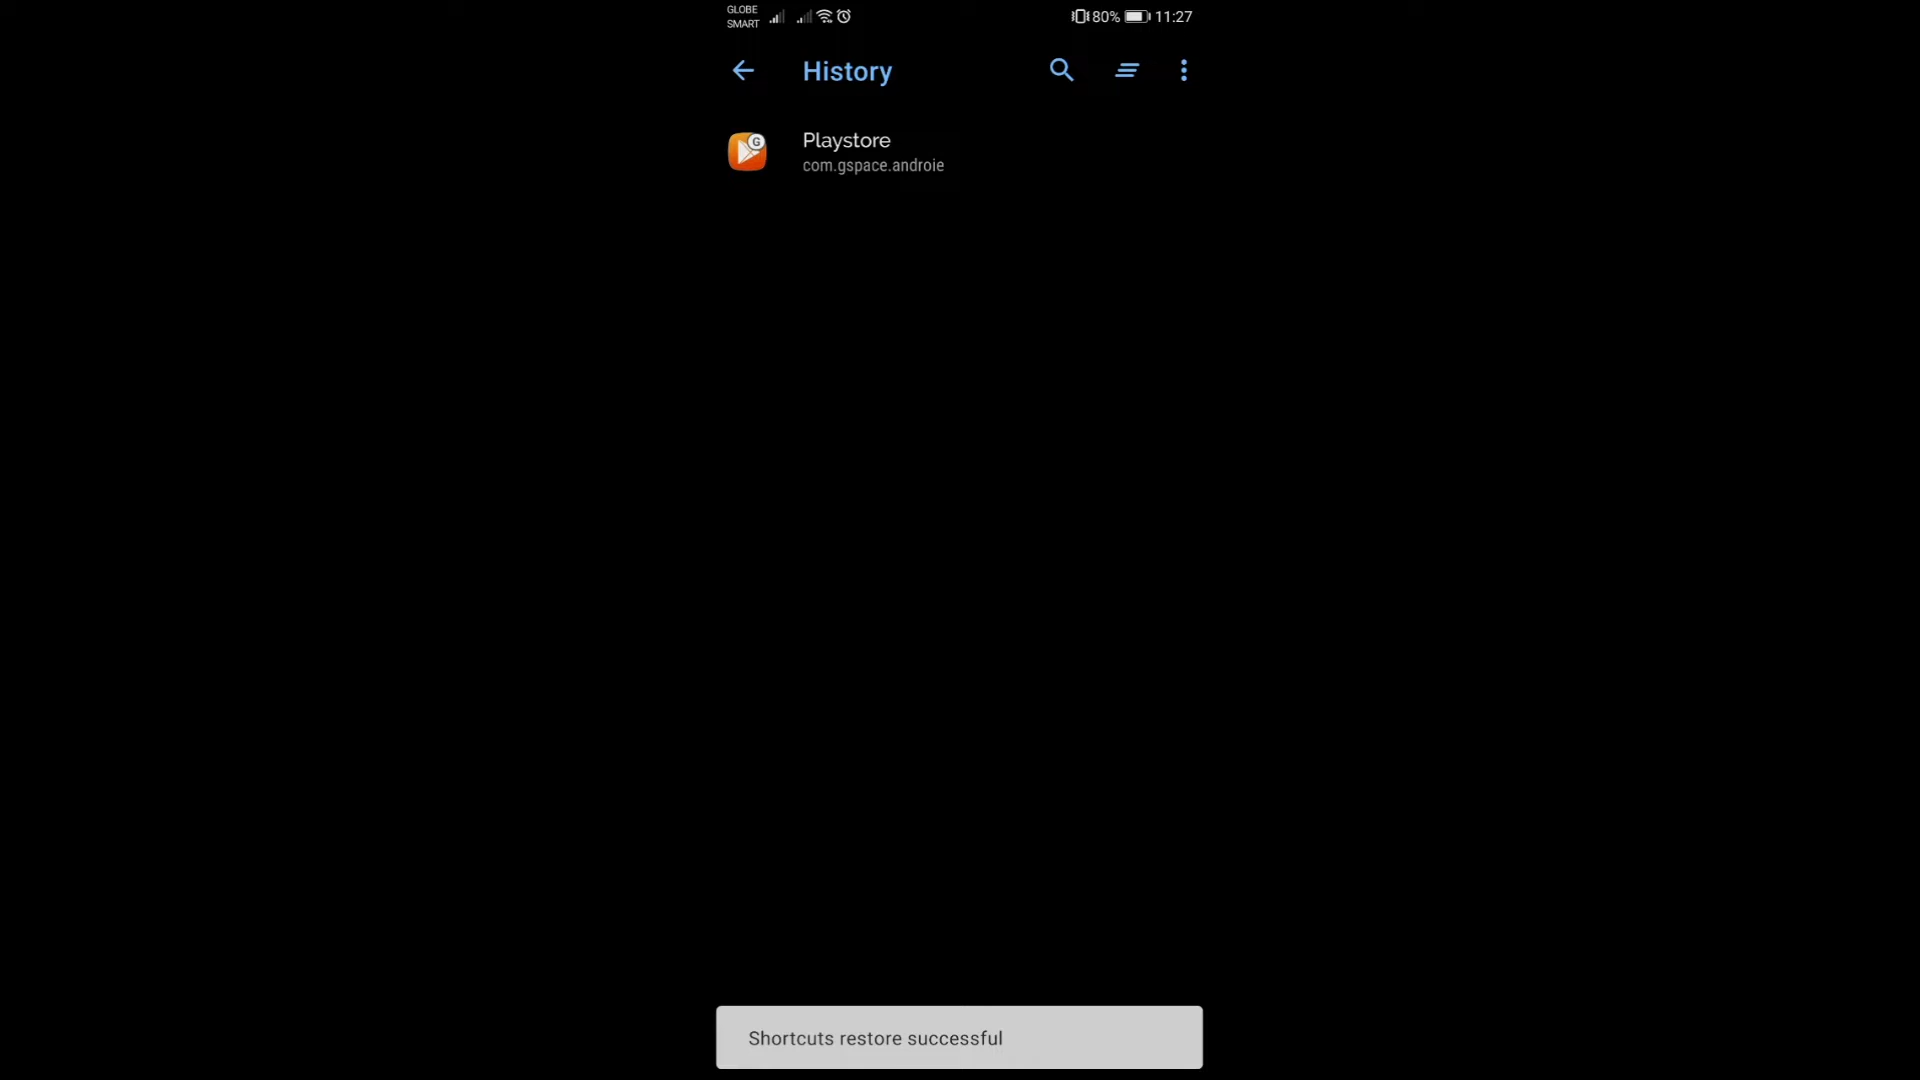 GLOBE
SMART
80% 11:27
History
G
Playstore
com.gspace.androie
Shortcuts restore successful